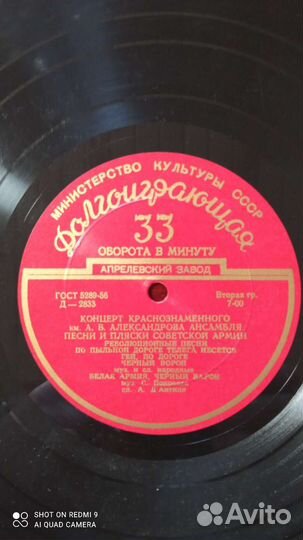 МИНИСТЕРСТВО КУЛЬТУРЫ СССР
Долгоиграющая
33
ОБОРОТА В МИНУТУ
АПРЕЛЕВСКИЙ ЗАВОД
ГОСТ 5289-56
Д — 2833
Вторая гр.
7-00
КОНЦЕРТ КРАСНОЗНАМЕННОГО
им. А. В. АЛЕКСАНДРОВА АНСАМБЛЯ
ПЕСНИ И ПЛЯСКИ СОВЕТСКОЙ АРМИИ
РЕВОЛЮЦИОННЫЕ ПЕСНИ
ПО ПЫЛЬНОЙ ДОРОГЕ ТЕЛЕГА НЕСЕТСЯ
ГЕЙ, ПО ДОРОГЕ
ЧЕРНЫЙ ВОРОН
муз. и сл. народные
БЕЛАЯ АРМИЯ, ЧЕРНЫЙ БАРОН
муз. С.
сл.
SHOT ON REDMI 9
AI QUAD CAMERA
Avito